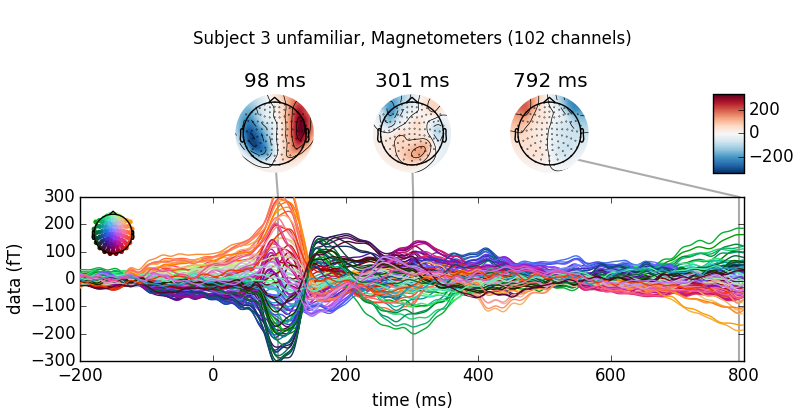 Subject 3 unfamiliar, Magnetometers (102 channels)
98 ms
301 ms
792 ms
200
0
−200
300
200
100
0
−100
−200
−300
data (fT)
−200
0
200
400
600
800
time (ms)